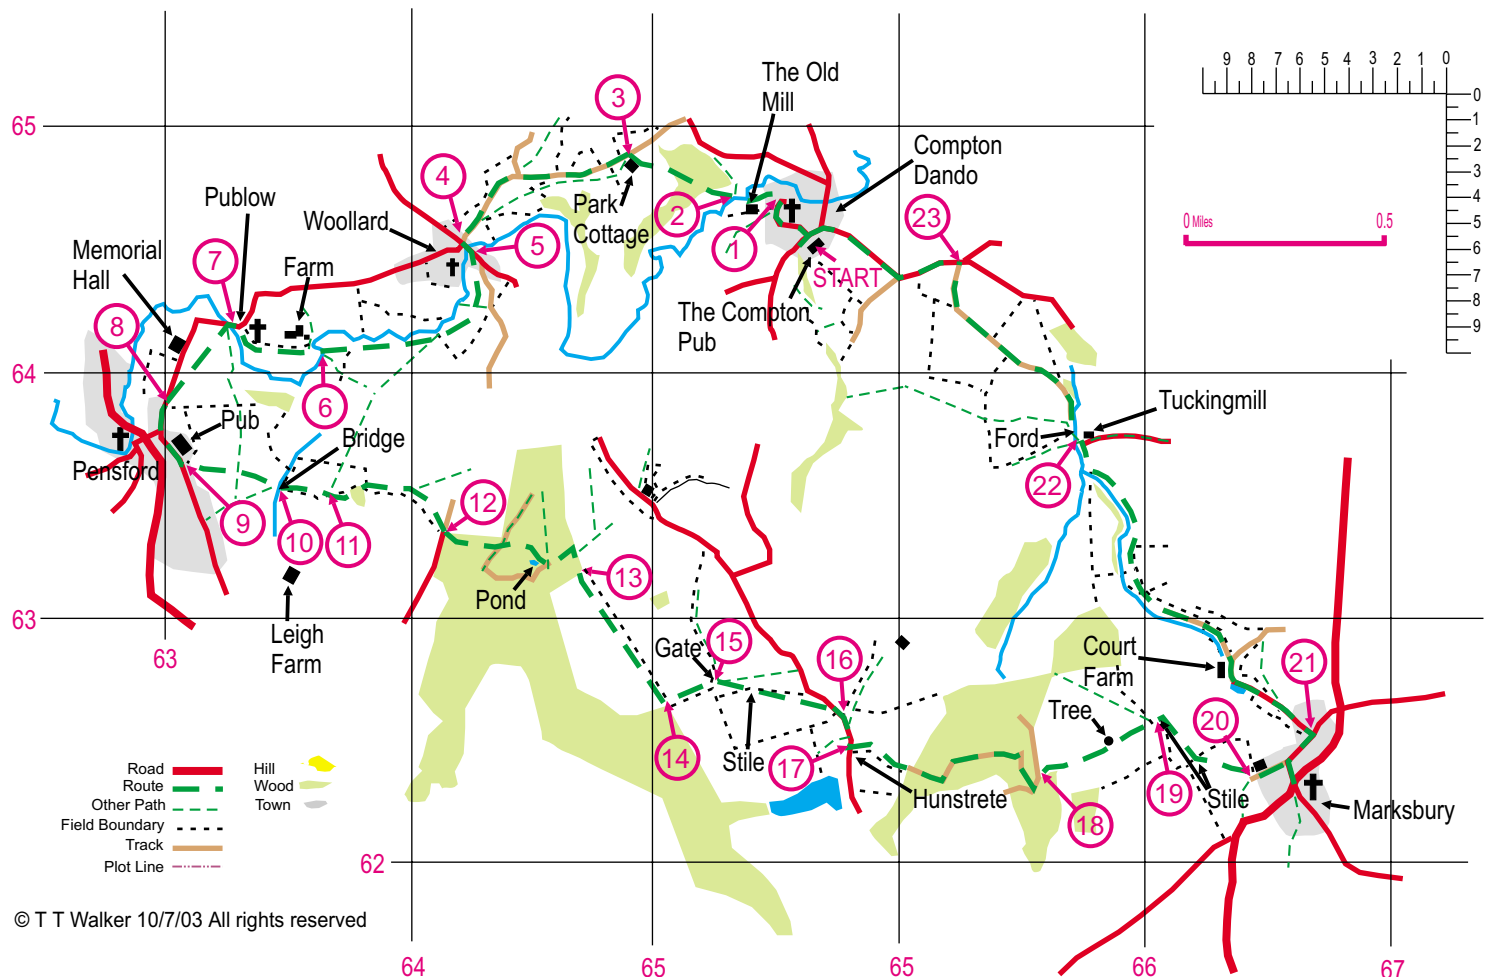 9 8 7 6 5 4 3 2 1 0
0
1
2
3
4
5
6
7
8
9
0 Miles 0.5
The Old
Mill
3
65
Compton
Dando
4
2
Park
Cottage
23
Publow
Woollard
1
5
Memorial
Hall
7
Farm
START
The Compton
Pub
8
64
6
Pub
Bridge
Tuckingmill
Ford
Pensford
22
12
9
10
11
13
Pond
63
Leigh
Farm
63
Gate
15
16
Court
Farm
21
Tree
20
14
Stile
17
Hunstrete
18
19
Stile
Marksbury
Road
Route
Other Path
Field Boundary
Track
Plot Line
Hill
Wood
Town
62
© T T Walker 10/7/03 All rights reserved
64
65
65
66
67